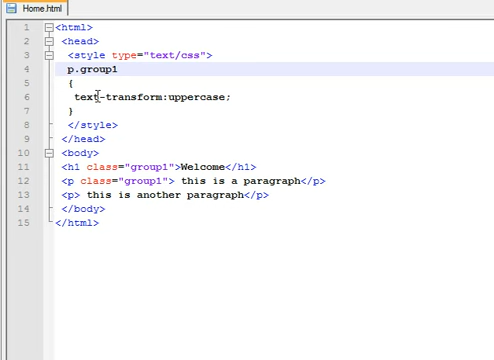 Home.html
1 <html>
2 <head>
3 <style type="text/css">
4 p.group1
5 {
6 text-transform:uppercase;
7 }
8 </style>
9 </head>
10 <body>
11 <h1 class="group1">Welcome</h1>
12 <p class="group1"> this is a paragraph</p>
13 <p> this is another paragraph</p>
14 </body>
15 </html>